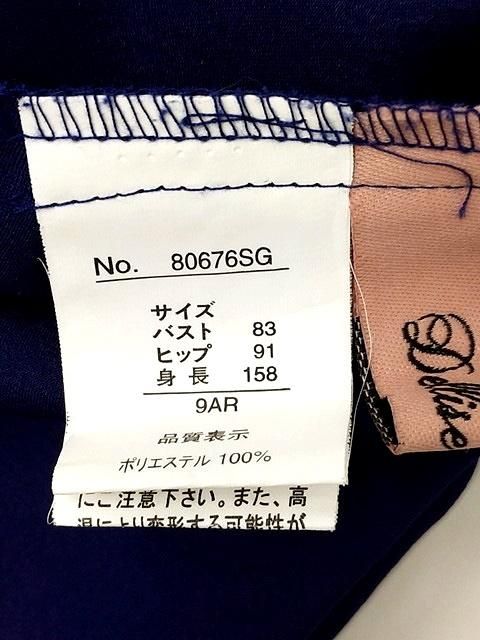 No. 80676SG
サイズ
バスト 83
ヒップ 91
身長 158
9AR
品質表示
ポリエステル 100%
にご注意下さい。また、高
温により変形する可能性が
Dellise